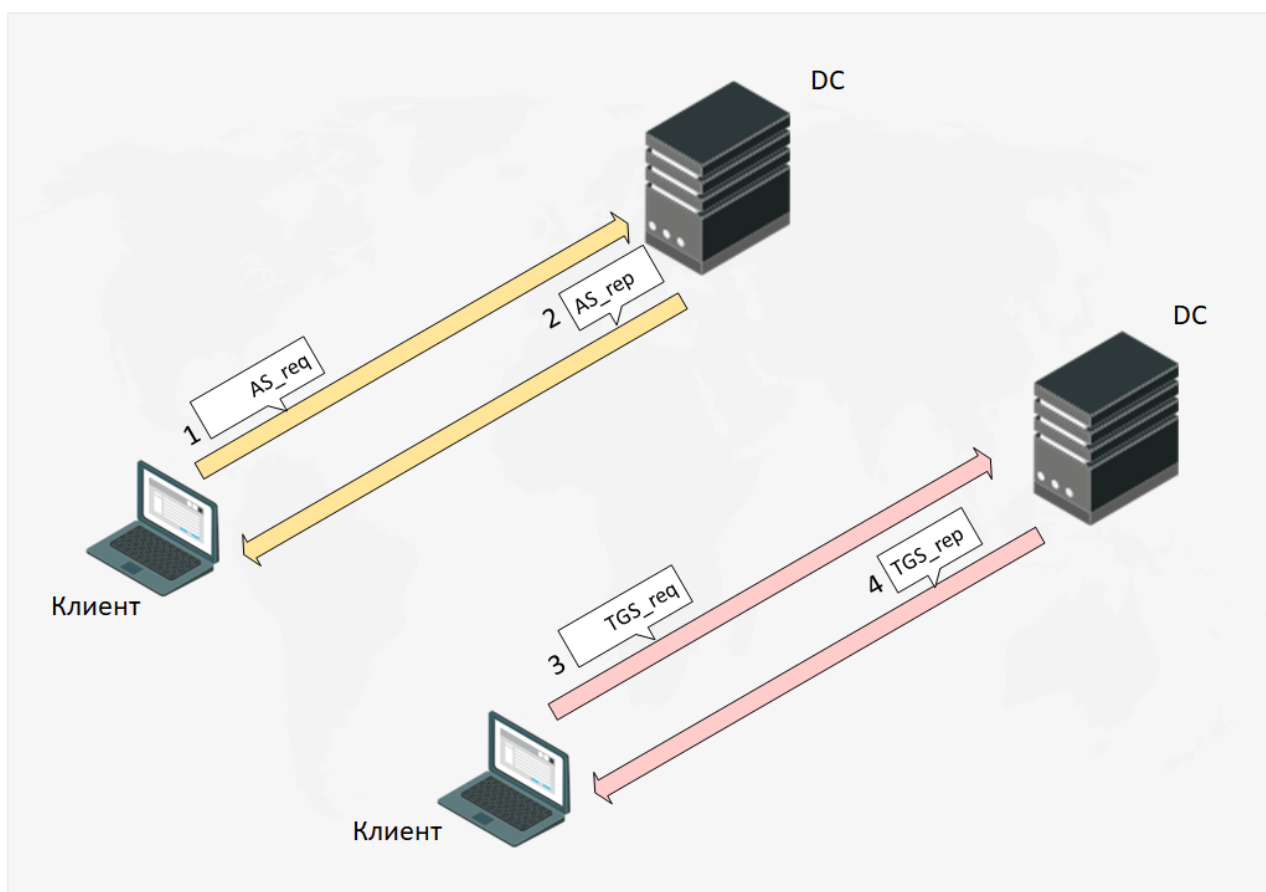 DC
2 AS_rep
1 AS_req
Клиент
DC
4 TGS_rep
3 TGS_req
Клиент